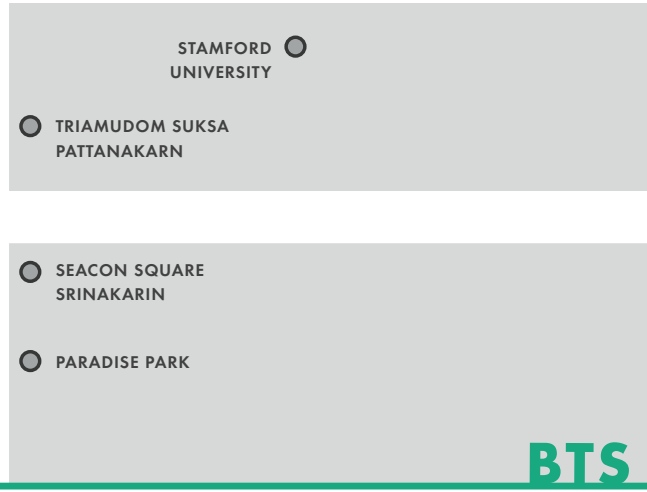 STAMFORD
UNIVERSITY
TRIAMUDOM SUKSA
PATTANAKARN
SEACON SQUARE
SRINAKARIN
PARADISE PARK
BTS